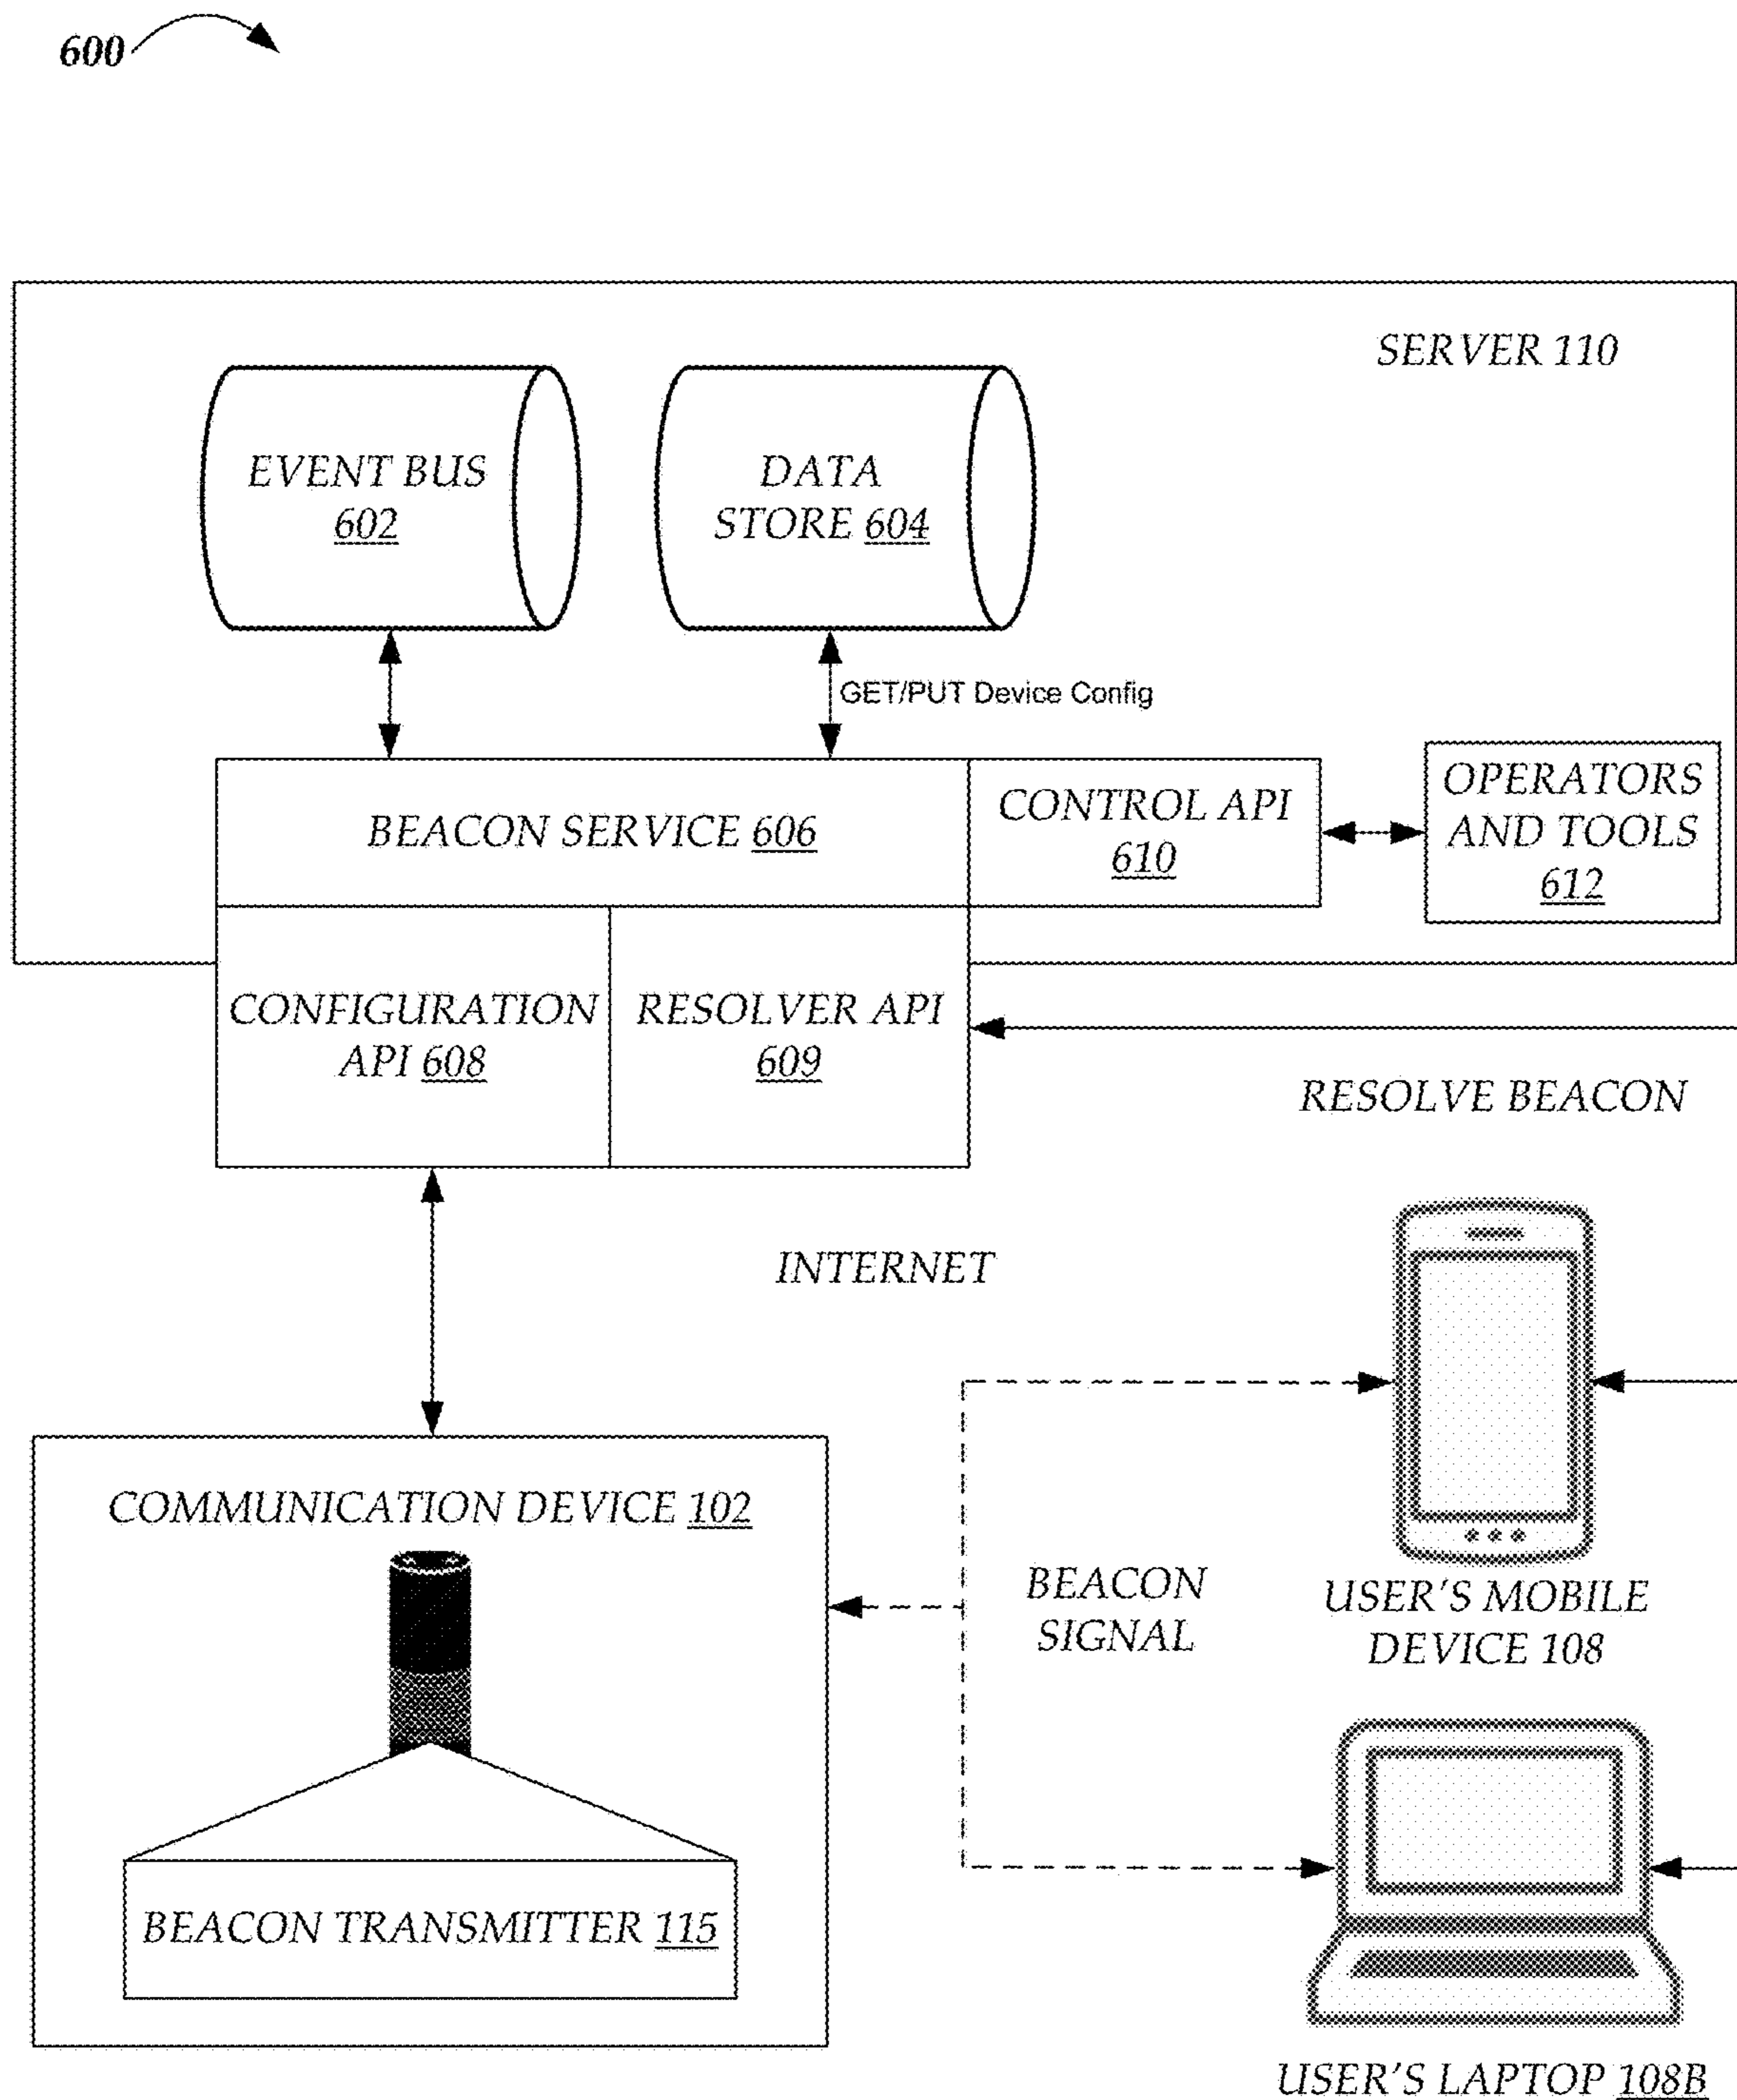 600
SERVER 110
EVENT BUS
602
DATA
STORE 604
GET/PUT Device Config
BEACON SERVICE 606
CONTROL API
610
OPERATORS
AND TOOLS
612
CONFIGURATION
API 608
RESOLVER API
609
RESOLVE BEACON
INTERNET
COMMUNICATION DEVICE 102
BEACON
SIGNAL
USER'S MOBILE
DEVICE 108
BEACON TRANSMITTER 115
USER'S LAPTOP 108B